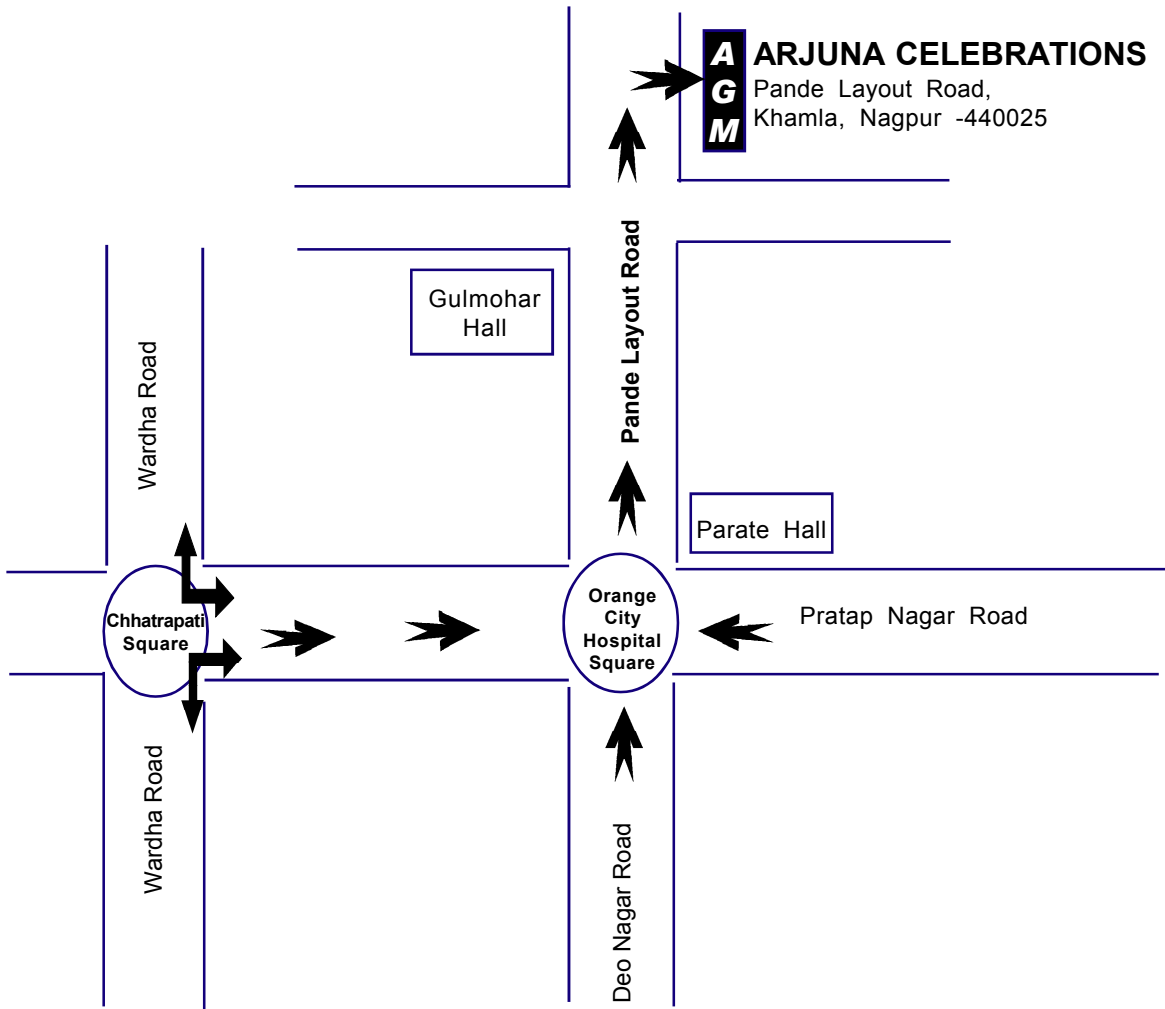 A
G
M
ARJUNA CELEBRATIONS
Pande Layout Road,
Khamla, Nagpur -440025
Gulmohar
Hall
Pande Layout Road
Wardha Road
Parate Hall
Chhatrapati
Square
Orange
City
Hospital
Square
Pratap Nagar Road
Wardha Road
Deo Nagar Road